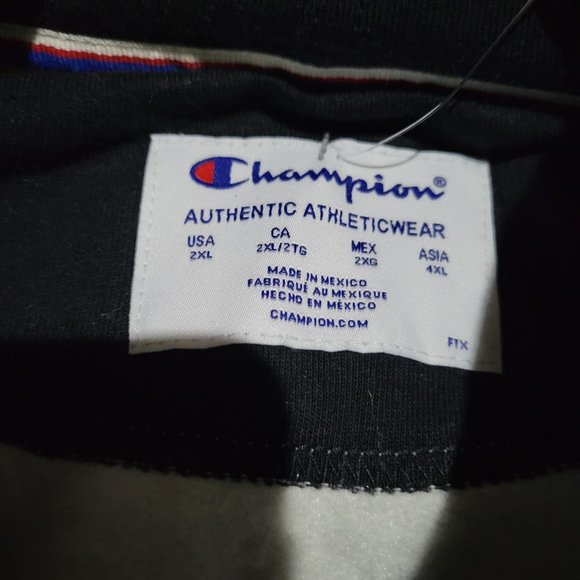 Champion®
AUTHENTIC ATHLETICWEAR
USA CA MEX ASIA
2XL 2XL/2TG 2XG 4XL
MADE IN MEXICO
FABRIQUÉ AU MEXIQUE
HECHO EN MÉXICO
CHAMPION.COM
FTX